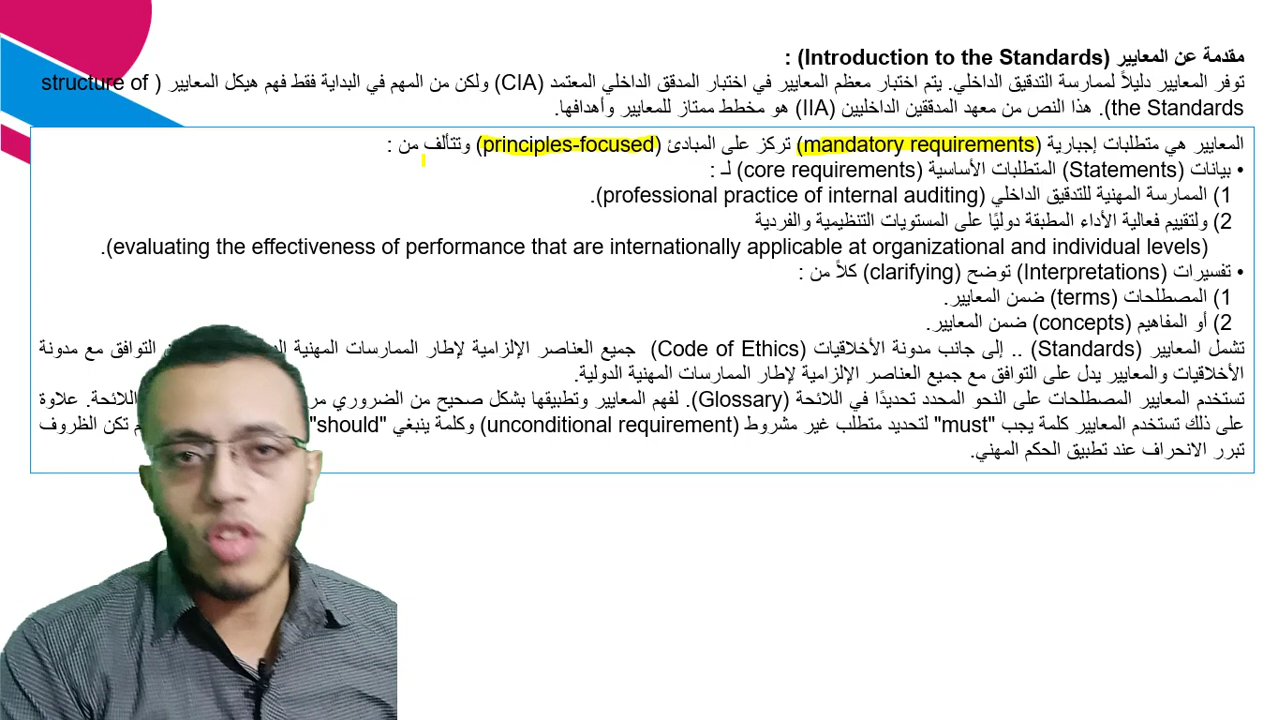 مقدمة عن المعايير (Introduction to the Standards) :
توفر المعايير دليلاً لممارسة التدقيق الداخلي. يتم اختبار معظم المعايير في اختبار المدقق الداخلي المعتمد (CIA) ولكن من المهم في البداية فقط فهم هيكل المعايير ( structure of
the Standards). هذا النص من معهد المدققين الداخليين (IIA) هو مخطط ممتاز للمعايير وأهدافها.
المعايير هي متطلبات إجبارية (mandatory requirements) تركز على المبادئ (principles-focused) وتتألف من :
• بيانات (Statements) المتطلبات الأساسية (core requirements) لـ :
1) الممارسة المهنية للتدقيق الداخلي (professional practice of internal auditing).
2) ولتقييم فعالية الأداء المطبقة دوليًا على المستويات التنظيمية والفردية
(evaluating the effectiveness of performance that are internationally applicable at organizational and individual levels).
• تفسيرات (Interpretations) توضح (clarifying) كلاً من :
1) المصطلحات (terms) ضمن المعايير.
2) أو المفاهيم (concepts) ضمن المعايير.
تشمل المعايير (Standards) .. إلى جانب مدونة الأخلاقيات (Code of Ethics) جميع العناصر الإلزامية لإطار الممارسات المهنية التوافق مع مدونة
الأخلاقيات والمعايير يدل على التوافق مع جميع العناصر الإلزامية لإطار الممارسات المهنية الدولية.
تستخدم المعايير المصطلحات على النحو المحدد تحديدًا في اللائحة (Glossary). لفهم المعايير وتطبيقها بشكل صحيح من الضروري اللائحة. علاوة
على ذلك تستخدم المعايير كلمة يجب "must" لتحديد متطلب غير مشروط (unconditional requirement) وكلمة ينبغي "should" تكن الظروف
تبرر الانحراف عند تطبيق الحكم المهني.